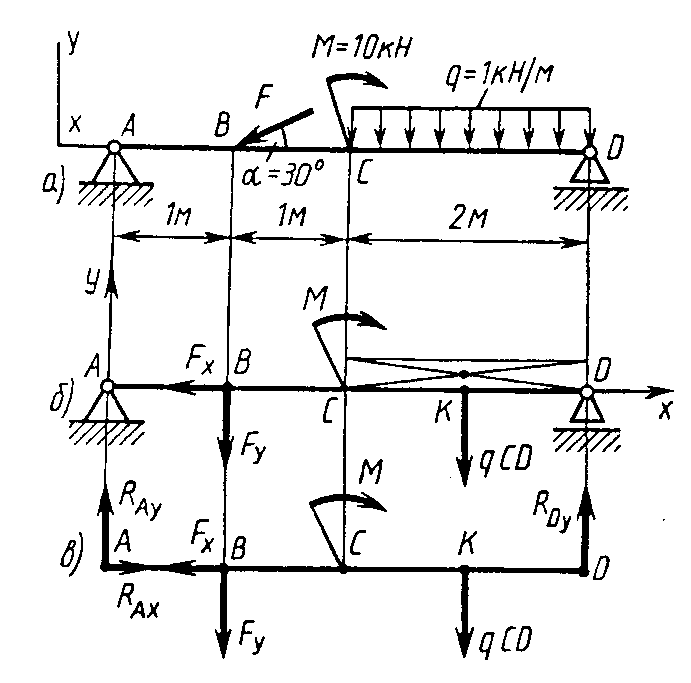 y
M=10кН
q=1кН/м
F
x
A
B
α=30°
C
D
а)
1м
1м
2м
y
M
A
Fx
B
D
б)
C
K
x
Fy
qCD
M
RAy
RDy
в)
A
Fx
B
C
K
D
RAx
Fy
qCD